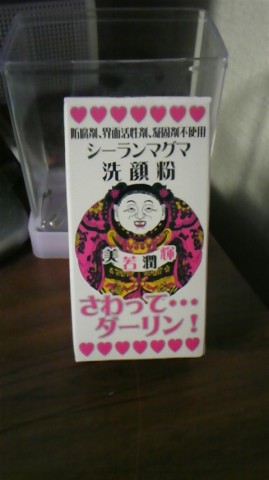 防腐剤、界面活性剤、凝固剤不使用
シーランマグマ
洗顔粉
美若潤輝
さわって…
ダーリン!